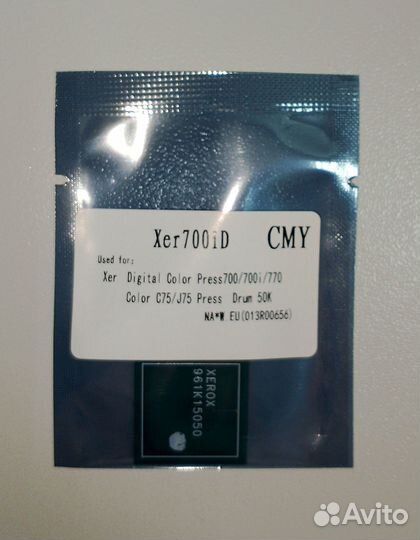 Xer700iD CMY
Used for:
Xer Digital Color Press700/700i/770
Color C75/J75 Press Drum 50K
NA*W EU(013R00656)
XEROX
961K15050
Avito